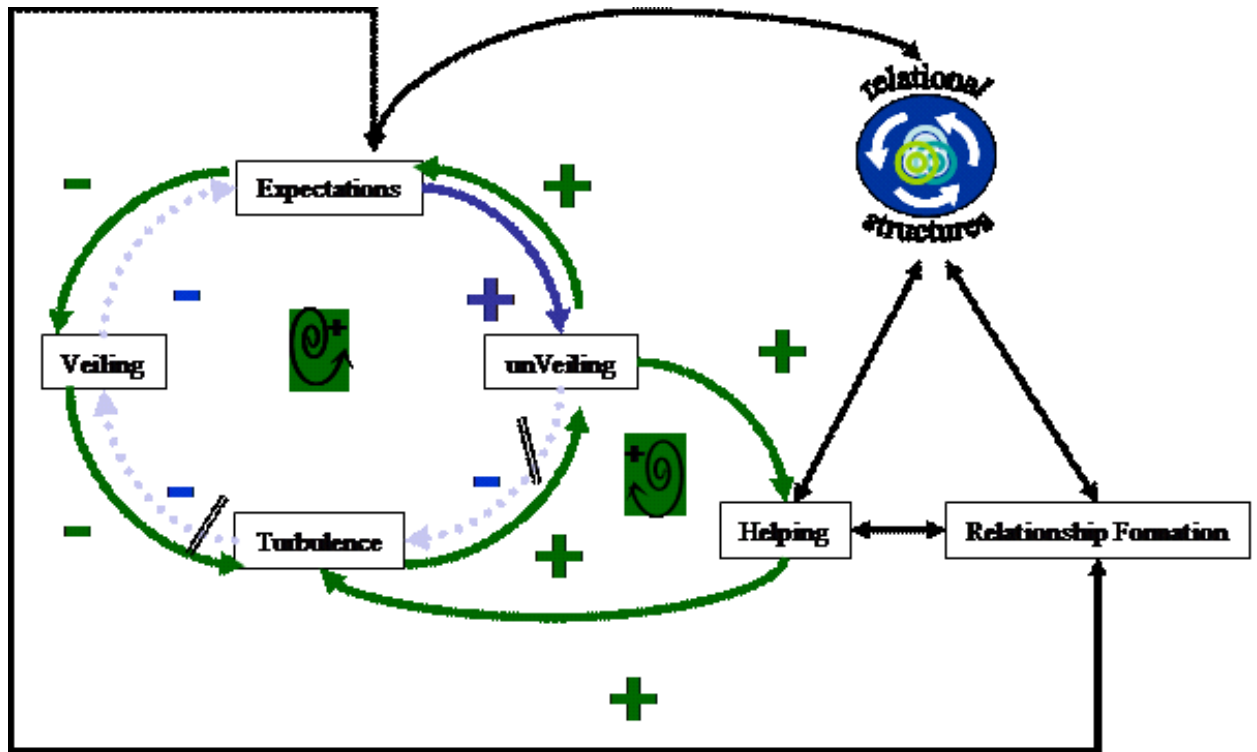 relational
structures
Expectations
-
+
-
+
+
Veiling
unVeiling
+
+
-
-
-
Turbulence
+
Helping
Relationship Formation
+